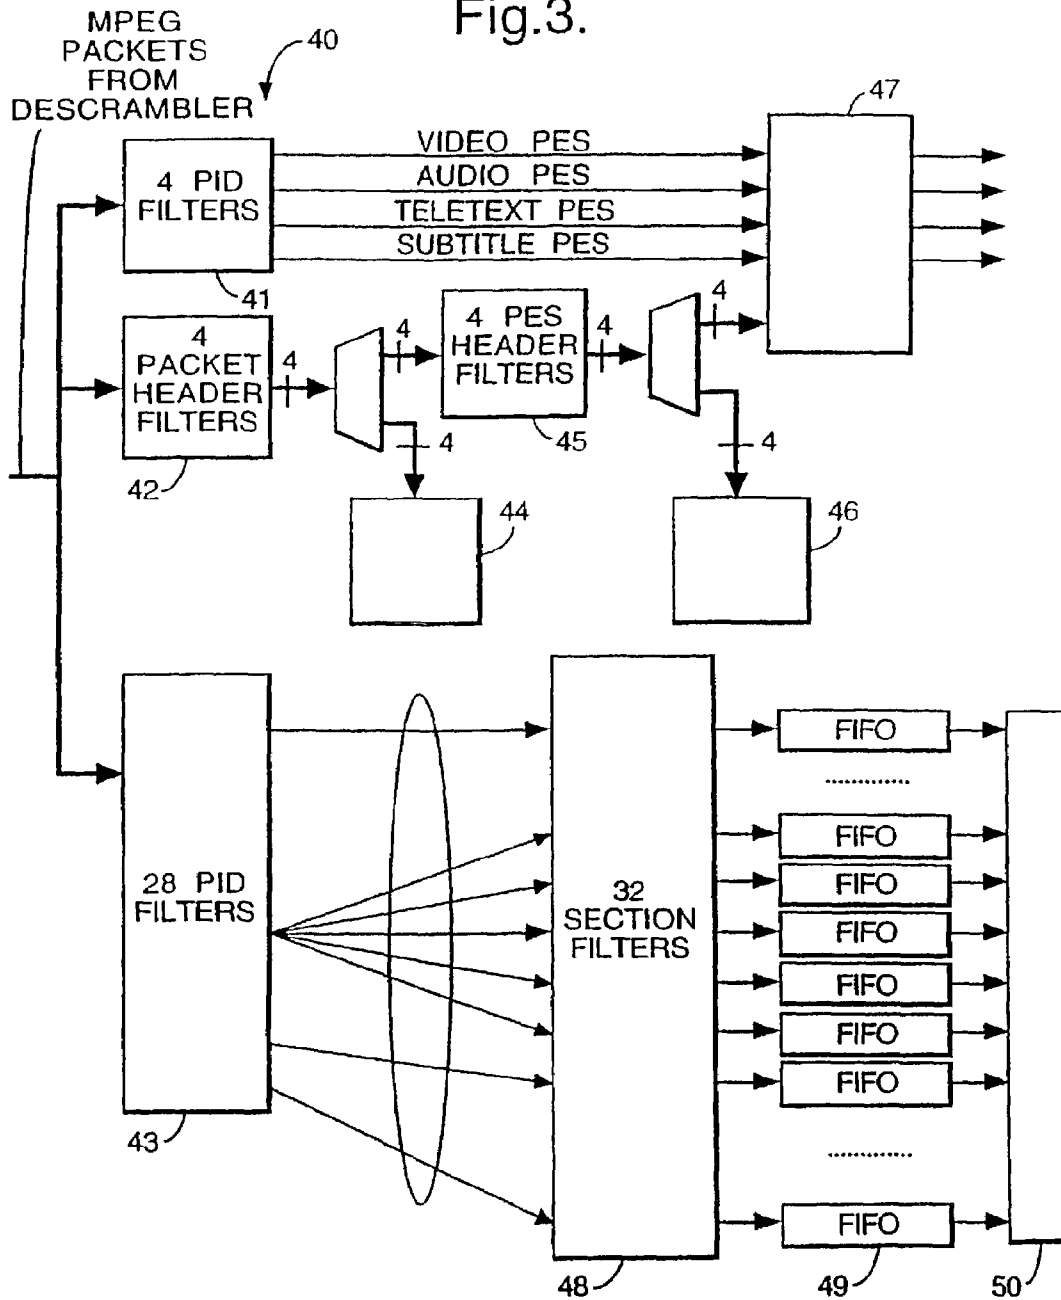 Fig.3.
MPEG
PACKETS
FROM
DESCRAMBLER
40
47
4 PID
FILTERS
41
VIDEO PES
AUDIO PES
TELETEXT PES
SUBTITLE PES
4
PACKET
HEADER
FILTERS
42
4
4
4
4 PES
HEADER
FILTERS
45
4
4
4
44
46
28 PID
FILTERS
43
32
SECTION
FILTERS
48
FIFO
FIFO
FIFO
FIFO
FIFO
FIFO
FIFO
FIFO
49
50